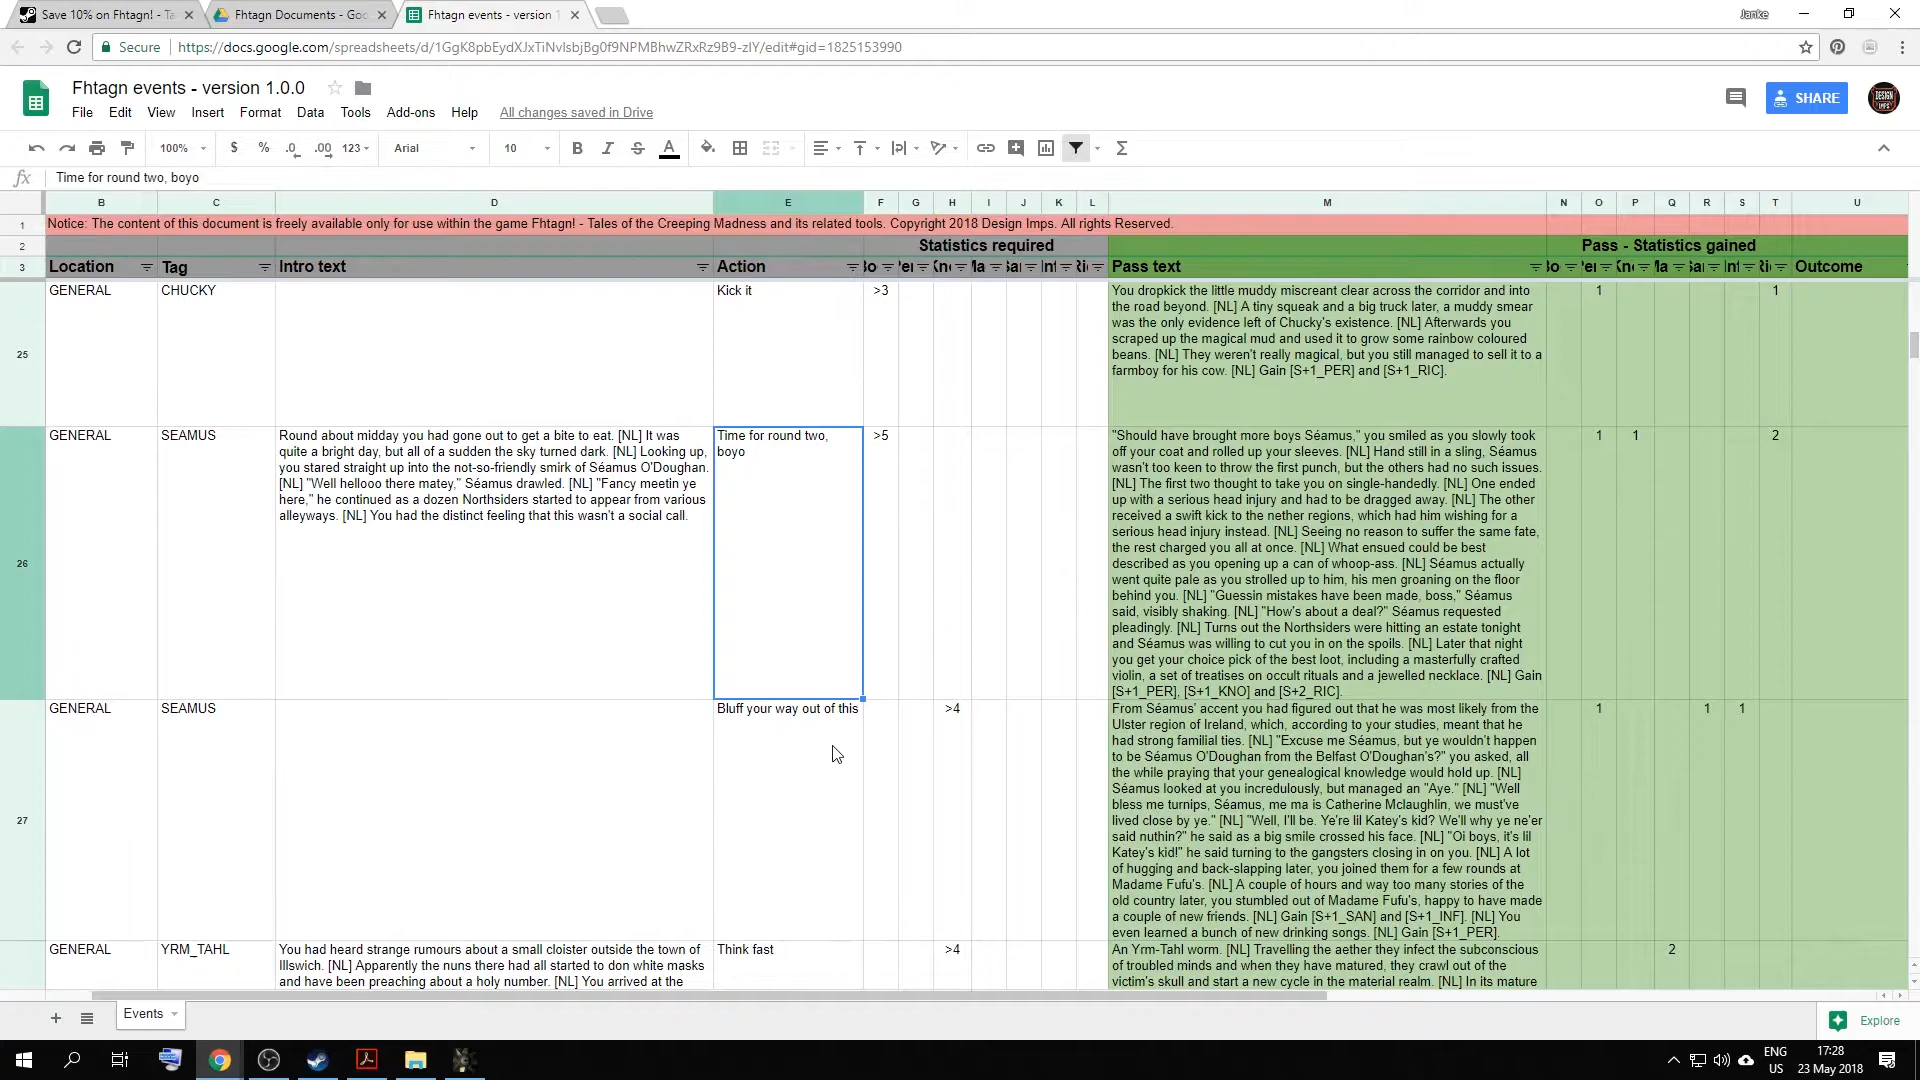 Save 10% on Fhtagn! - Ta
Fhtagn Documents - Goo
Fhtagn events - version 1
Janke
Secure
https://docs.google.com/spreadsheets/d/1GgK8pbEydXJxTiNvlsbjBg0f9NPMBhwZRxRz9B9-zIY/edit#gid=1825153990
Fhtagn events - version 1.0.0
File Edit View Insert Format Data Tools Add-ons Help All changes saved in Drive
SHARE
100% $ % .0 .00 123 Arial 10 B I S A
fx Time for round two, boyo
B C D E F G H I J K L M N O P Q R S T U
1 Notice: The content of this document is freely available only for use within the game Fhtagn! - Tales of the Creeping Madness and its related tools. Copyright 2018 Design Imps. All rights Reserved.
2 Statistics required Pass - Statistics gained
3 Location Tag Intro text Action Pass text Outcome
25
GENERAL CHUCKY Kick it >3
You dropkick the little muddy miscreant clear across the corridor and into
the road beyond. [NL] A tiny squeak and a big truck later, a muddy smear
was the only evidence left of Chucky's existence. [NL] Afterwards you
scraped up the magical mud and used it to grow some rainbow coloured
beans. [NL] They weren't really magical, but you still managed to sell it to a
farmboy for his cow. [NL] Gain [S+1_PER] and [S+1_RIC].
1 1
26
GENERAL SEAMUS
Round about midday you had gone out to get a bite to eat. [NL] It was
quite a bright day, but all of a sudden the sky turned dark. [NL] Looking up,
you stared straight up into the not-so-friendly smirk of Séamus O'Doughan.
[NL] "Well hellooo there matey," Séamus drawled. [NL] "Fancy meetin ye
here," he continued as a dozen Northsiders started to appear from various
alleyways. [NL] You had the distinct feeling that this wasn't a social call.
Time for round two,
boyo
>5
"Should have brought more boys Séamus," you smiled as you slowly took
off your coat and rolled up your sleeves. [NL] Hand still in a sling, Séamus
wasn't too keen to throw the first punch, but the others had no such issues.
[NL] The first two thought to take you on single-handedly. [NL] One ended
up with a serious head injury and had to be dragged away. [NL] The other
received a swift kick to the nether regions, which had him wishing for a
serious head injury instead. [NL] Seeing no reason to suffer the same fate,
the rest charged you all at once. [NL] What ensued could be best
described as you opening up a can of whoop-ass. [NL] Séamus actually
went quite pale as you strolled up to him, his men groaning on the floor
behind you. [NL] "Guessin mistakes have been made, boss," Séamus
said, visibly shaking. [NL] "How's about a deal?" Séamus requested
pleadingly. [NL] Turns out the Northsiders were hitting an estate tonight
and Séamus was willing to cut you in on the spoils. [NL] Later that night
you get your choice pick of the best loot, including a masterfully crafted
violin, a set of treatises on occult rituals and a jewelled necklace. [NL] Gain
[S+1_PER], [S+1_KNO] and [S+2_RIC].
1 1 2
27
GENERAL SEAMUS Bluff your way out of this >4
From Séamus' accent you had figured out that he was most likely from the
Ulster region of Ireland, which, according to your studies, meant that he
had strong familial ties. [NL] "Excuse me Séamus, but ye wouldn't happen
to be Séamus O'Doughan from the Belfast O'Doughan's?" you asked, all
the while praying that your genealogical knowledge would hold up. [NL]
Séamus looked at you incredulously, but managed an "Aye." [NL] "Well
bless me turnips, Séamus, me ma is Catherine Mclaughlin, we must've
lived close by ye." [NL] "Well, I'll be. Ye're lil Katey's kid? We'll why ye ne'er
said nuthin?" he said as a big smile crossed his face. [NL] "Oi boys, it's lil
Katey's kid!" he said turning to the gangsters closing in on you. [NL] A lot
of hugging and back-slapping later, you joined them for a few rounds at
Madame Fufu's. [NL] A couple of hours and way too many stories of the
old country later, you stumbled out of Madame Fufu's, happy to have made
a couple of new friends. [NL] Gain [S+1_SAN] and [S+1_INF]. [NL] You
even learned a bunch of new drinking songs. [NL] Gain [S+1_PER].
1 1 1
GENERAL YRM_TAHL
You had heard strange rumours about a small cloister outside the town of
Illswich. [NL] Apparently the nuns there had all started to don white masks
and have been preaching about a holy number. [NL] You arrived at the
Think fast >4
An Yrm-Tahl worm. [NL] Travelling the aether they infect the subconscious
of troubled minds and when they have matured, they crawl out of the
victim's skull and start a new cycle in the material realm. [NL] In its mature
2
Events
Explore
ENG
US
17:28
23 May 2018